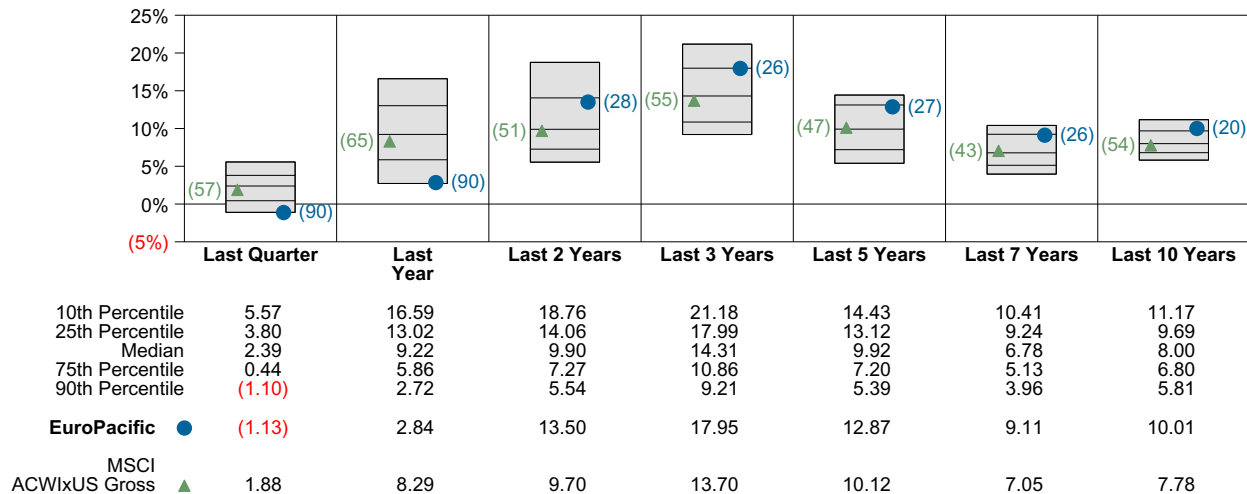 25%
20%
15%
10%
5%
0%
(5%)
(57) (90)
(65) (90)
(51) (28)
(55) (26)
(47) (27)
(43) (26)
(54) (20)
Last Quarter Last Year Last 2 Years Last 3 Years Last 5 Years Last 7 Years Last 10 Years
10th Percentile 5.57 16.59 18.76 21.18 14.43 10.41 11.17
25th Percentile 3.80 13.02 14.06 17.99 13.12 9.24 9.69
Median 2.39 9.22 9.90 14.31 9.92 6.78 8.00
75th Percentile 0.44 5.86 7.27 10.86 7.20 5.13 6.80
90th Percentile (1.10) 2.72 5.54 9.21 5.39 3.96 5.81
EuroPacific (1.13) 2.84 13.50 17.95 12.87 9.11 10.01
MSCI
ACWIxUS Gross 1.88 8.29 9.70 13.70 10.12 7.05 7.78